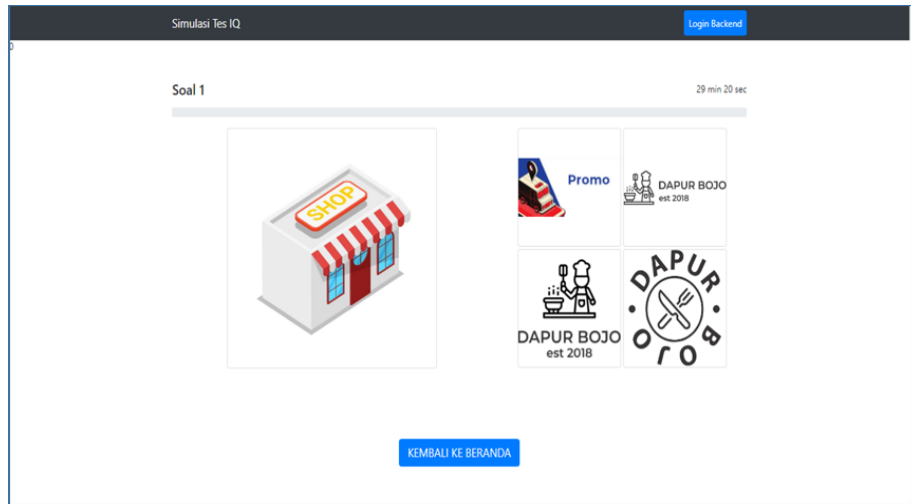 Simulasi Tes IQ
Login Backend
0
Soal 1
29 min 20 sec
SHOP
Promo
DAPUR BOJO
est 2018
DAPUR BOJO
est 2018
DAPUR
BOJO
KEMBALI KE BERANDA